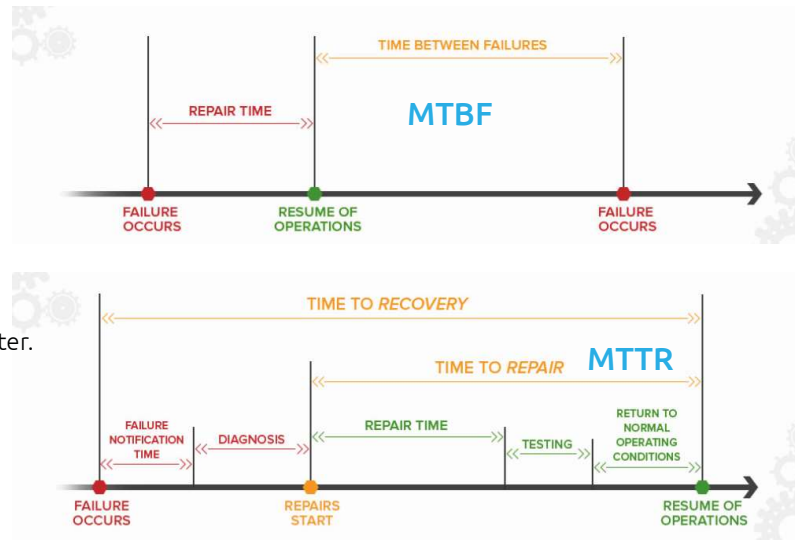 TIME BETWEEN FAILURES
REPAIR TIME
MTBF
FAILURE
OCCURS
RESUME OF
OPERATIONS
FAILURE
OCCURS
TIME TO RECOVERY
ter.
TIME TO REPAIR
MTTR
FAILURE
NOTIFICATION
TIME
DIAGNOSIS
REPAIR TIME
TESTING
RETURN TO
NORMAL
OPERATING
CONDITIONS
FAILURE
OCCURS
REPAIRS
START
RESUME OF
OPERATIONS